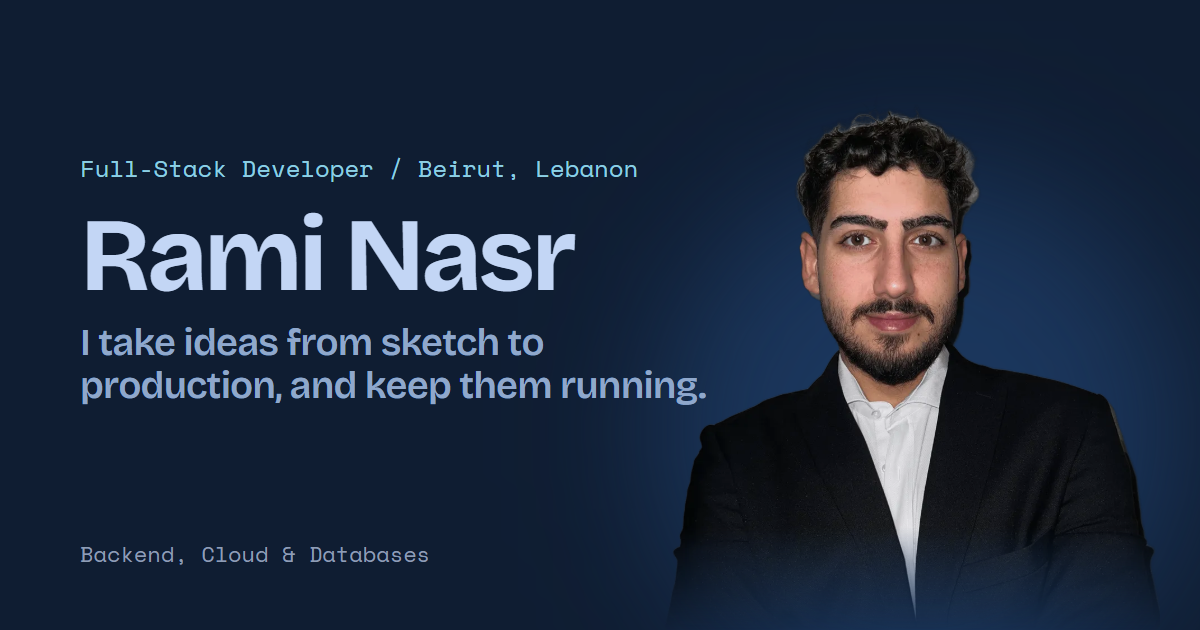 Full-Stack Developer / Beirut, Lebanon
Rami Nasr
I take ideas from sketch to
production, and keep them running.
Backend, Cloud & Databases